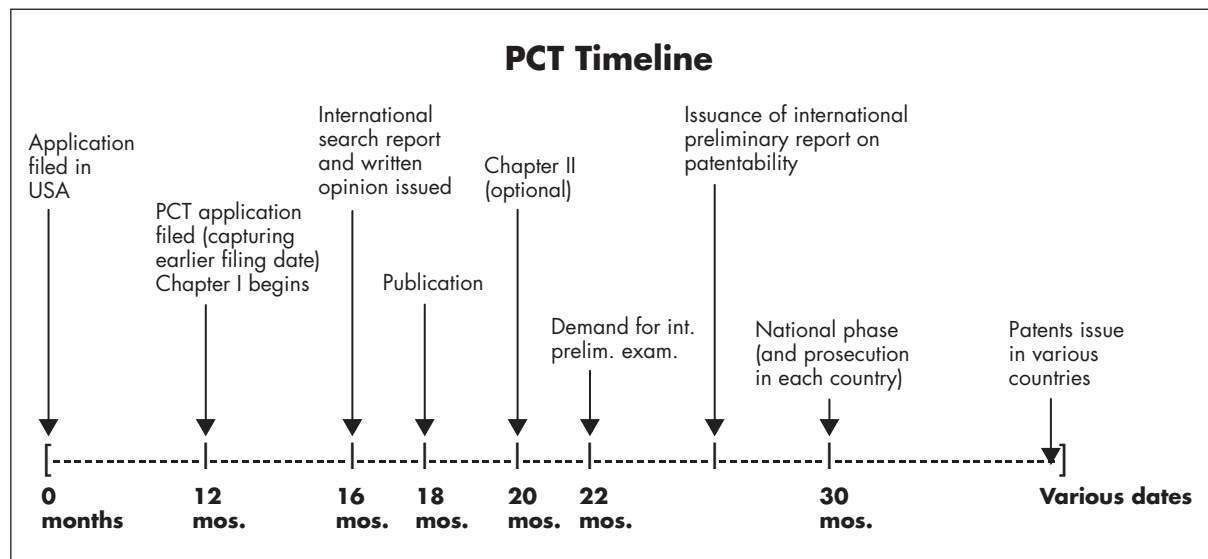 PCT Timeline
Application
filed in
USA
PCT application
filed (capturing
earlier filing date)
Chapter I begins
International
search report
and written
opinion issued
Publication
Chapter II
(optional)
Demand for int.
prelim. exam.
Issuance of international
preliminary report on
patentability
National phase
(and prosecution
in each country)
Patents issue
in various
countries
0
months
12
mos.
16
mos.
18
mos.
20
mos.
22
mos.
30
mos.
Various dates